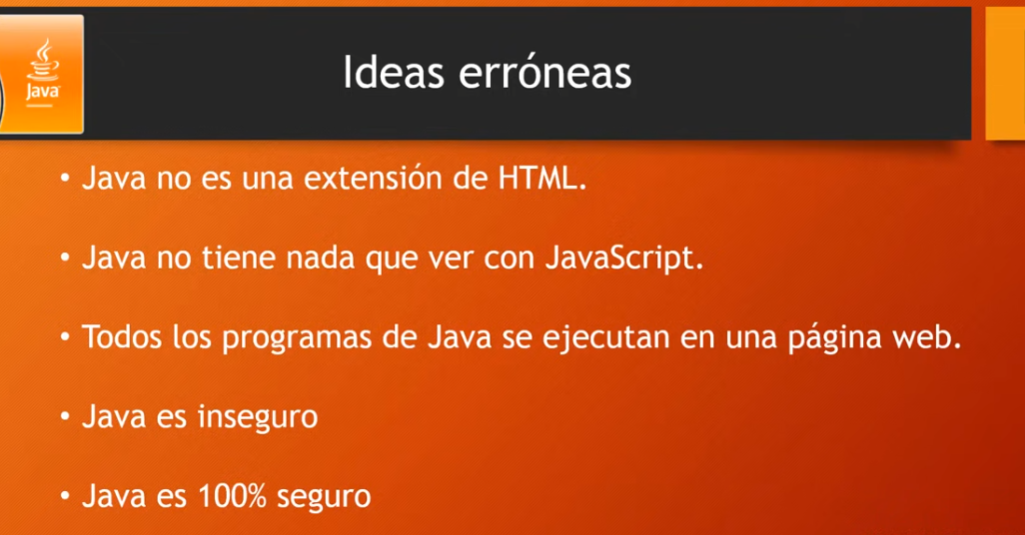 Java
Ideas erróneas
• Java no es una extensión de HTML.
• Java no tiene nada que ver con JavaScript.
• Todos los programas de Java se ejecutan en una página web.
• Java es inseguro
• Java es 100% seguro